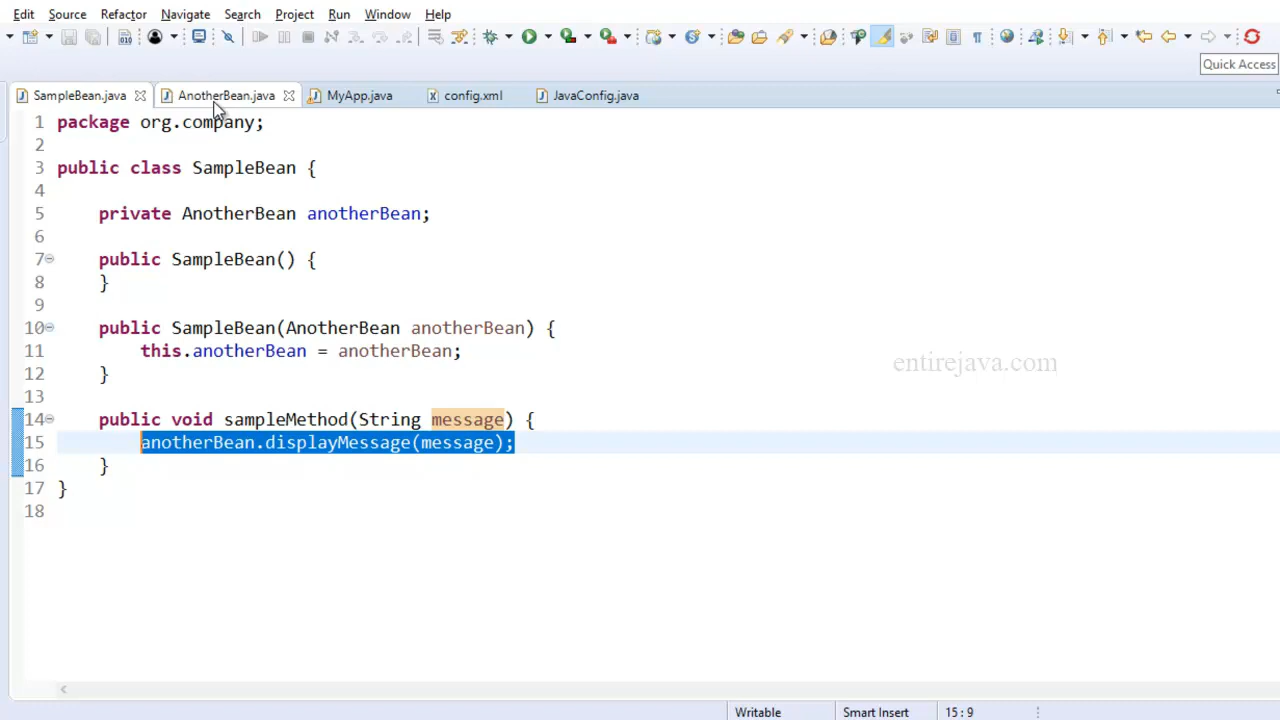 Edit Source Refactor Navigate Search Project Run Window Help
Quick Access
SampleBean.java AnotherBean.java MyApp.java config.xml JavaConfig.java
1 package org.company;
2
3 public class SampleBean {
4
5 private AnotherBean anotherBean;
6
7 public SampleBean() {
8 }
9
10 public SampleBean(AnotherBean anotherBean) {
11 this.anotherBean = anotherBean;
12 }
13
14 public void sampleMethod(String message) {
15 anotherBean.displayMessage(message);
16 }
17 }
18
entirejava.com
Writable Smart Insert 15 : 9